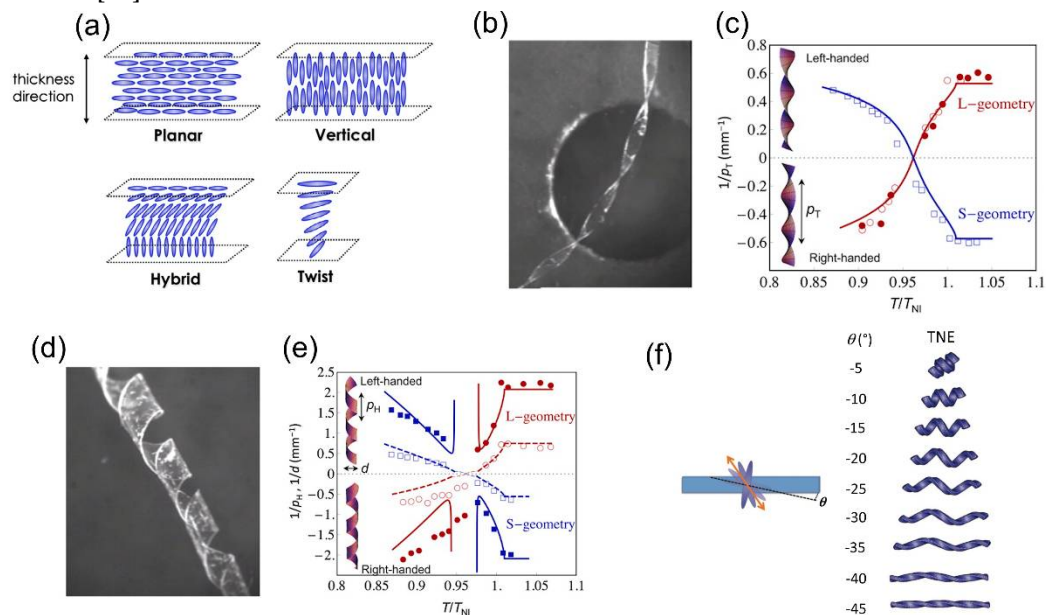 (a)
thickness
direction
Planar
Vertical
Hybrid
Twist
(b)
(c)
1/pT (mm⁻¹)
0.8
0.6
0.4
0.2
0
−0.2
−0.4
−0.6
−0.8
Left-handed
L-geometry
pT
S-geometry
Right-handed
0.8 0.85 0.9 0.95 1. 1.05 1.1
T/TNI
(d)
(e)
1/pH , 1/d (mm⁻¹)
2.5
2.
1.5
1.
0.5
0
−0.5
−1.
−1.5
−2.
Left-handed
pH
L-geometry
d
S-geometry
Right-handed
0.8 0.85 0.9 0.95 1. 1.05 1.1
T/TNI
(f)
θ
θ (°) TNE
-5
-10
-15
-20
-25
-30
-35
-40
-45